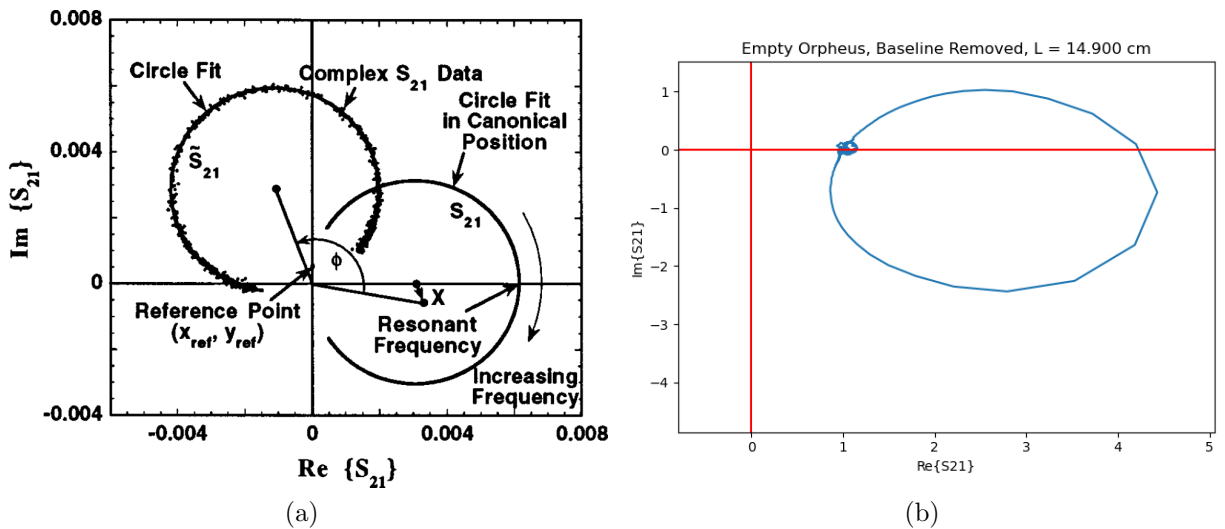 0.008
0.004
0
-0.004
Im {S21}
-0.004
0
0.004
0.008
Re {S21}
Circle Fit
Complex S21 Data
Circle Fit
in Canonical
Position
S̃21
S21
ϕ
X
Reference Point
(xref, yref)
Resonant
Frequency
Increasing
Frequency
(a)
Empty Orpheus, Baseline Removed, L = 14.900 cm
1
0
−1
−2
−3
−4
Im{S21}
0
1
2
3
4
5
Re{S21}
(b)